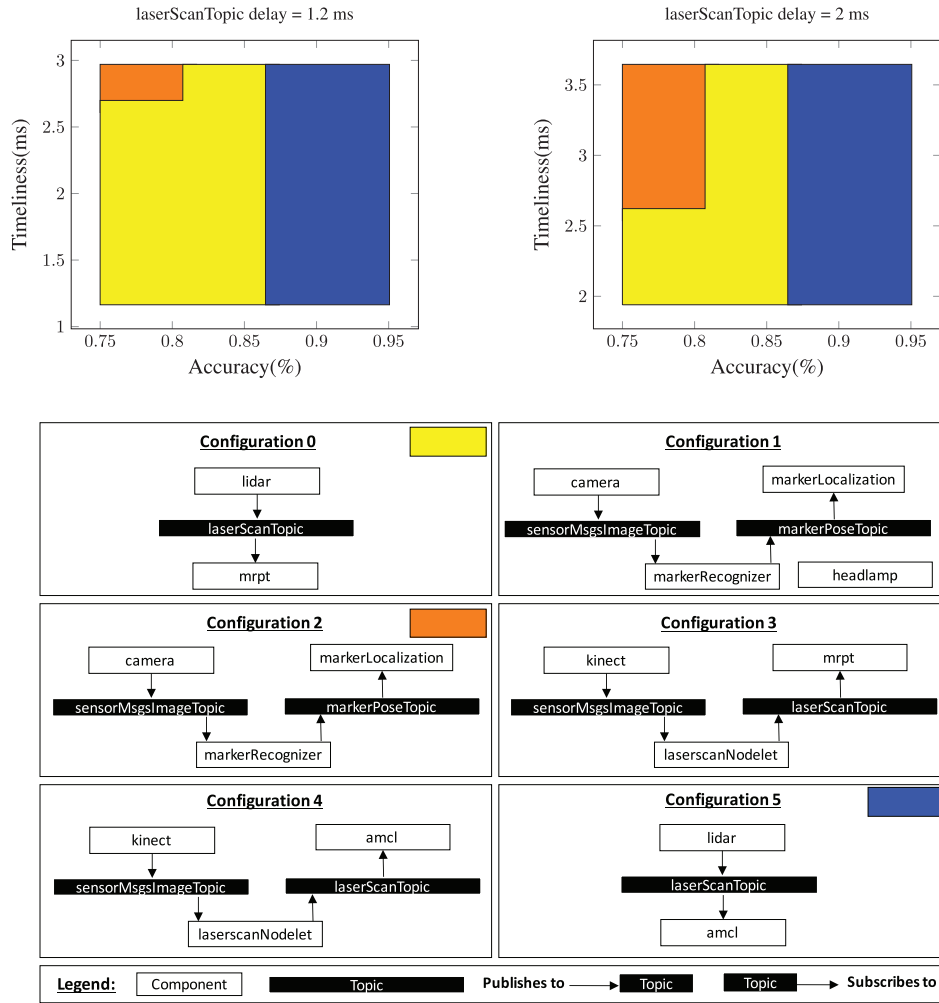 laserScanTopic delay = 1.2 ms
3
2.5
2
1.5
1
0.75
0.8
0.85
0.9
0.95
Timeliness(ms)
Accuracy(%)
laserScanTopic delay = 2 ms
3.5
3
2.5
2
0.75
0.8
0.85
0.9
0.95
Timeliness(ms)
Accuracy(%)
Configuration 0
lidar
laserScanTopic
mrpt
Configuration 1
camera
sensorMsgsImageTopic
markerRecognizer
markerLocalization
markerPoseTopic
headlamp
Configuration 2
camera
sensorMsgsImageTopic
markerRecognizer
markerLocalization
markerPoseTopic
Configuration 3
kinect
sensorMsgsImageTopic
laserscanNodelet
mrpt
laserScanTopic
Configuration 4
kinect
sensorMsgsImageTopic
laserscanNodelet
amcl
laserScanTopic
Configuration 5
lidar
laserScanTopic
amcl
Legend:
Component
Topic
Publishes to
Topic
Topic
Subscribes to